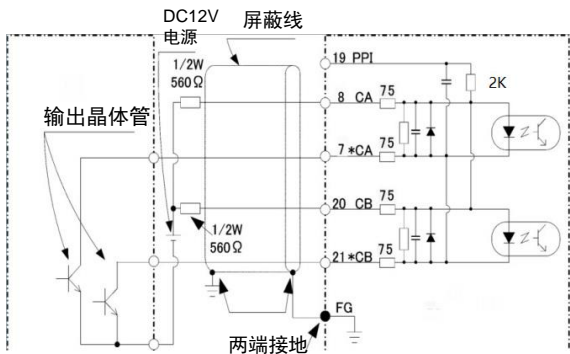 DC12V
电源
屏蔽线
1/2W
560Ω
输出晶体管
19 PPI
2K
8 CA
75
7 *CA
75
20 CB
75
1/2W
560Ω
21 *CB
75
FG
两端接地